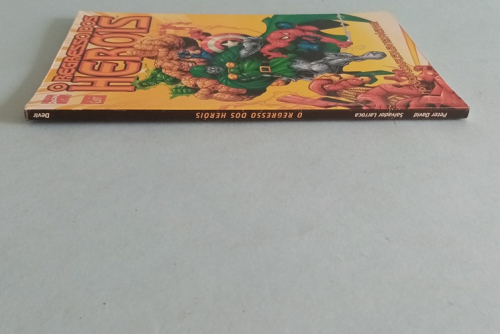 O REGRESSO DOS
HERÓIS
Peter David
Salvador Larroca
O REGRESSO DOS HERÓIS
Devir